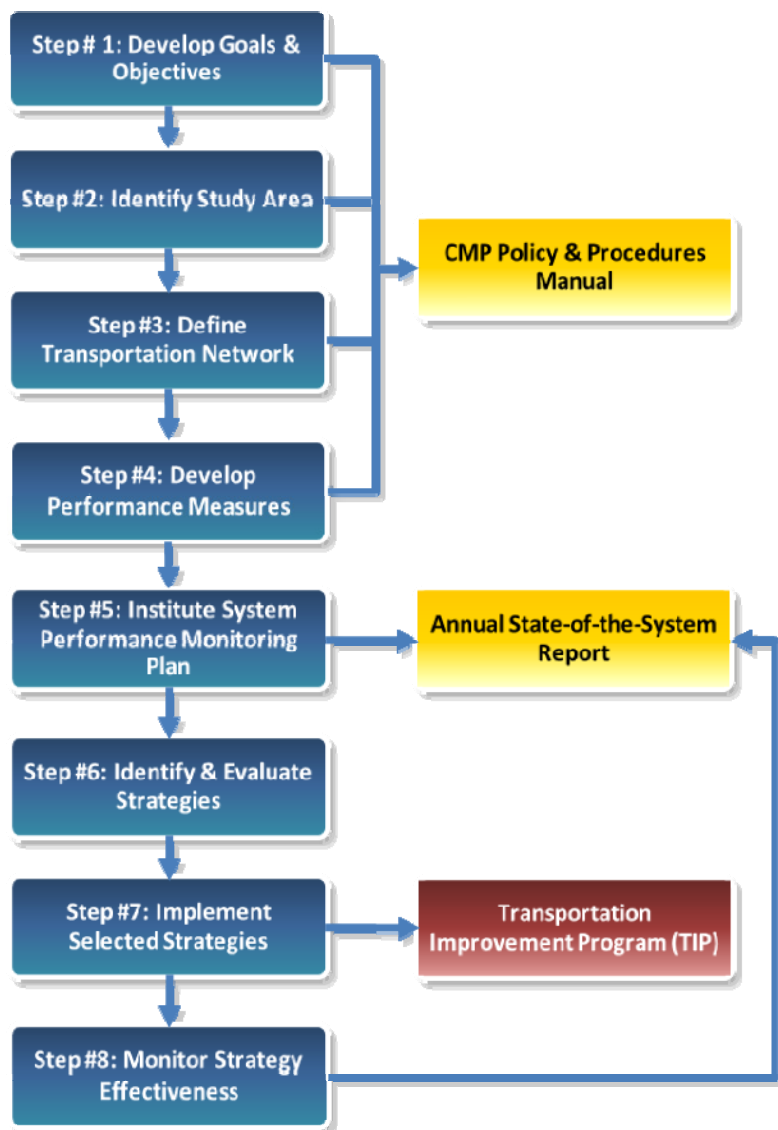 Step# 1: Develop Goals &
Objectives
Step #2: Identify Study Area
CMP Policy & Procedures
Manual
Step #3: Define
Transportation Network
Step #4: Develop
Performance Measures
Step #5: Institute System
Performance Monitoring
Plan
Annual State-of-the-System
Report
Step #6: Identify & Evaluate
Strategies
Step #7: Implement
Selected Strategies
Transportation
Improvement Program (TIP)
Step #8: Monitor Strategy
Effectiveness